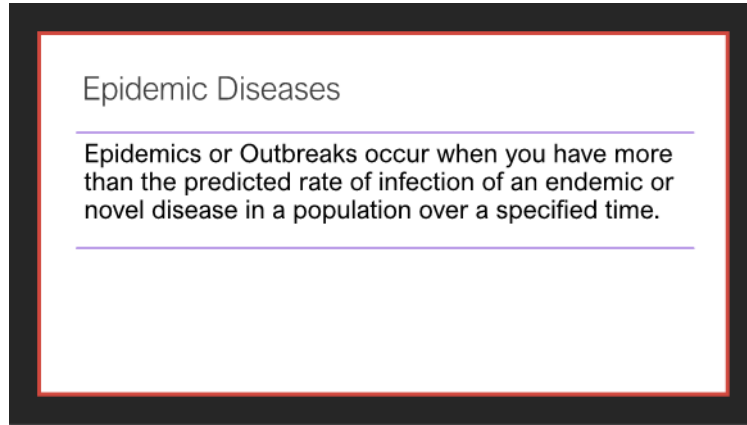 Epidemic Diseases
Epidemics or Outbreaks occur when you have more
than the predicted rate of infection of an endemic or
novel disease in a population over a specified time.